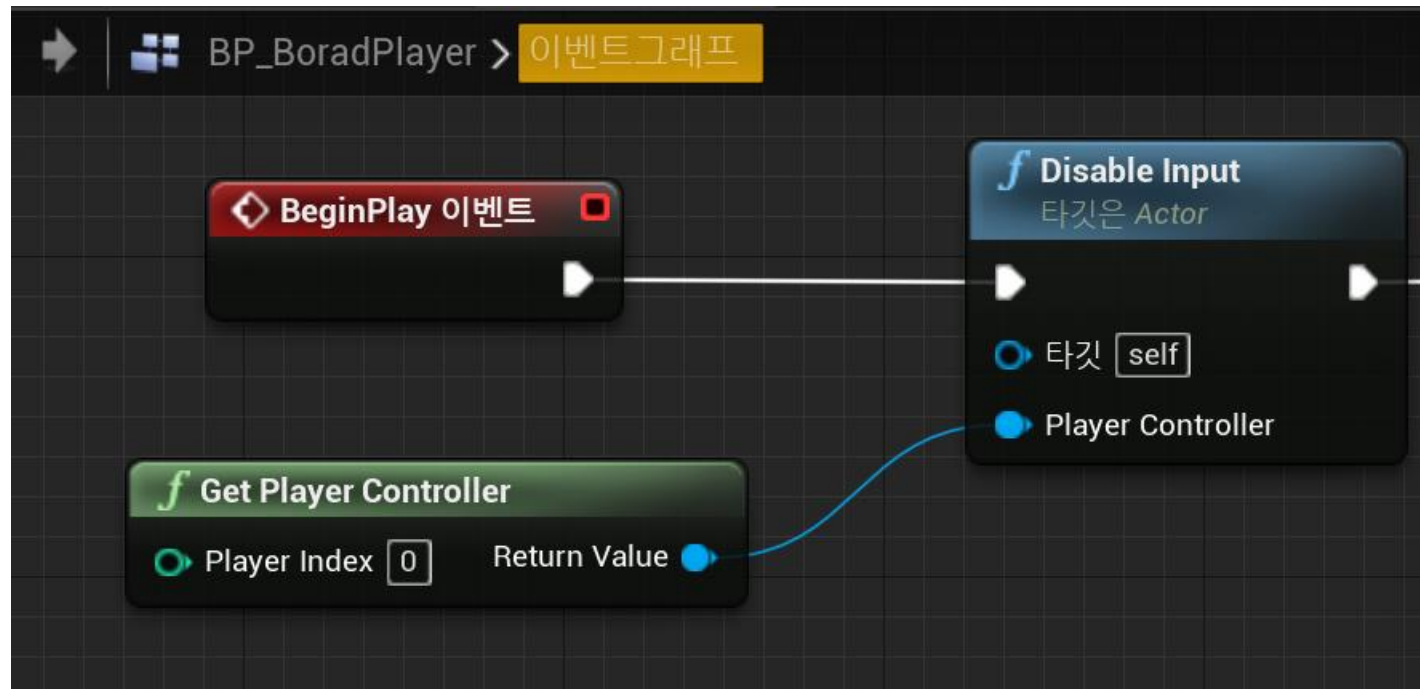 BP_BoradPlayer > 이벤트그래프
BeginPlay 이벤트
f Disable Input
타깃은 Actor
타깃 self
Player Controller
f Get Player Controller
Player Index 0 Return Value